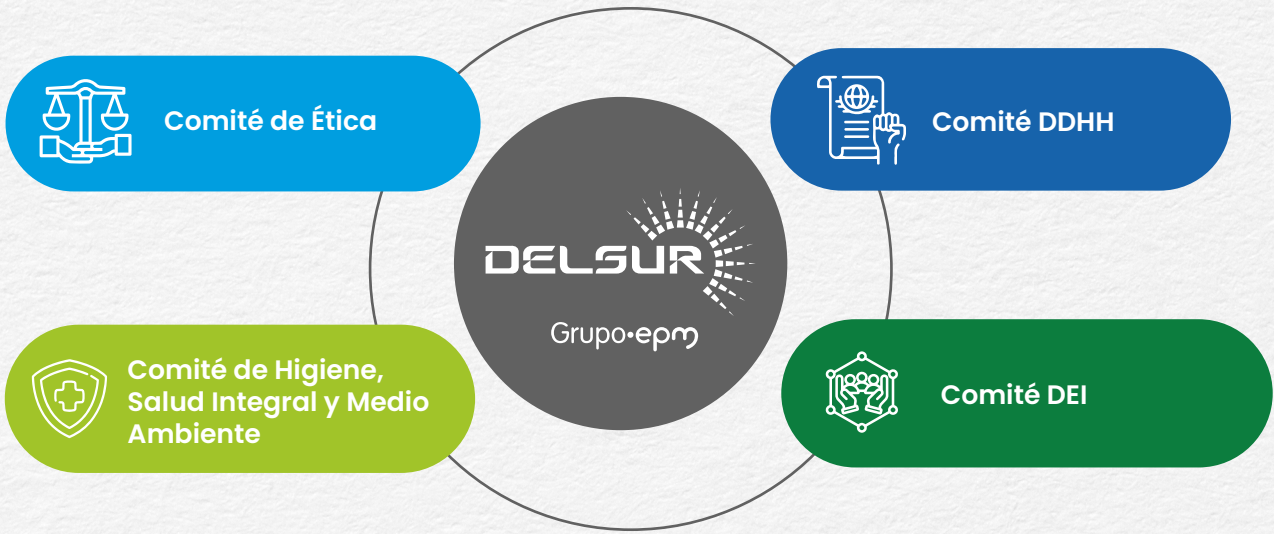 Comité de Ética
Comité DDHH
DELSUR
Grupo•epm
Comité de Higiene,
Salud Integral y Medio
Ambiente
Comité DEI